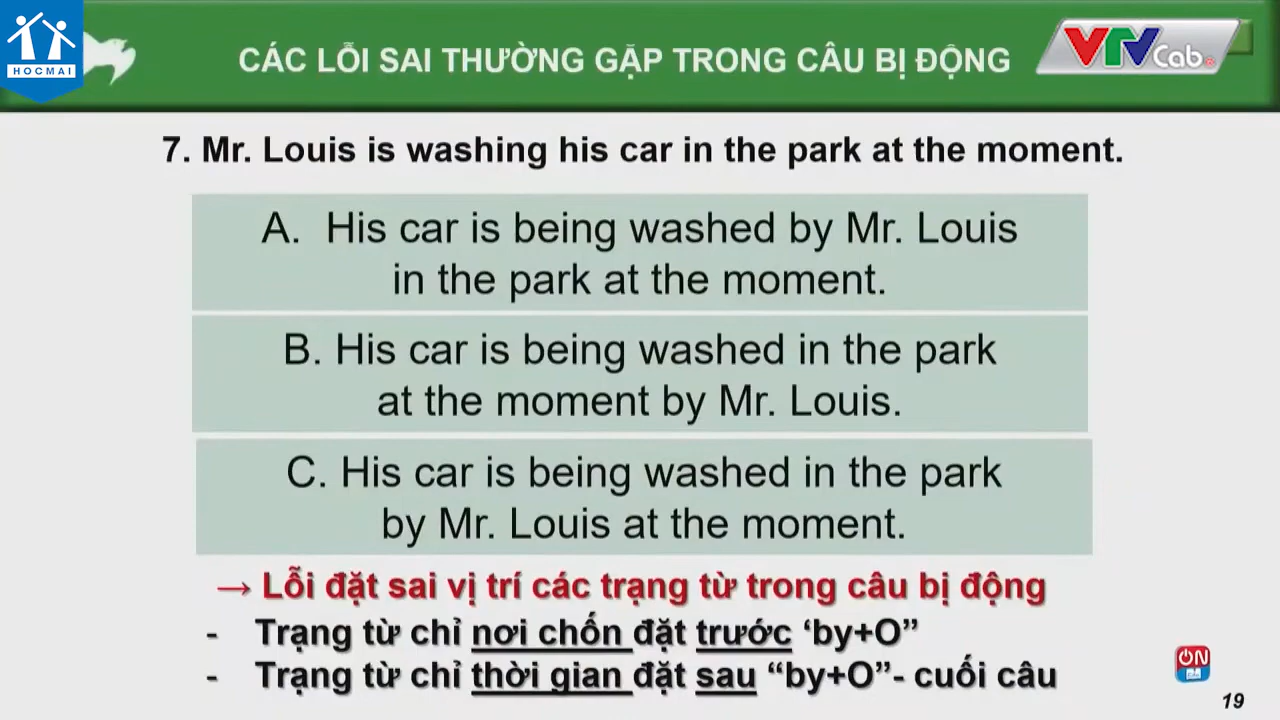 HOCMAI
CÁC LỖI SAI THƯỜNG GẶP TRONG CÂU BỊ ĐỘNG
VTVCab
7. Mr. Louis is washing his car in the park at the moment.
A. His car is being washed by Mr. Louis
in the park at the moment.
B. His car is being washed in the park
at the moment by Mr. Louis.
C. His car is being washed in the park
by Mr. Louis at the moment.
→ Lỗi đặt sai vị trí các trạng từ trong câu bị động
- Trạng từ chỉ nơi chốn đặt trước ‘by+O”
- Trạng từ chỉ thời gian đặt sau “by+O”- cuối câu
ON
19